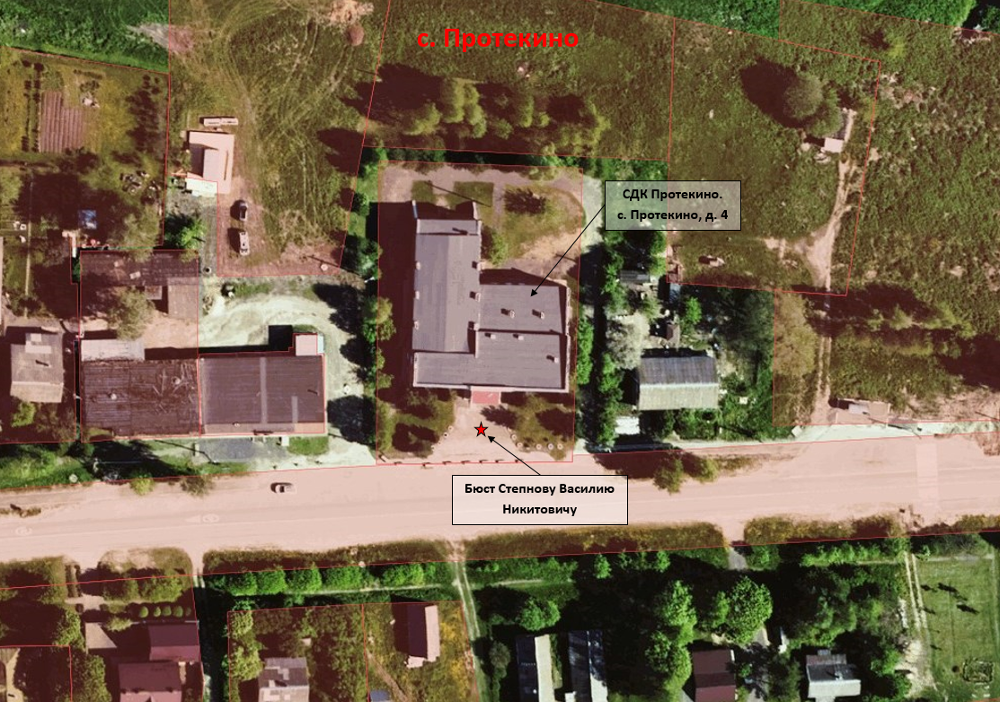 с. Протекино
СДК Протекино.
с. Протекино, д. 4
Бюст Степнову Василию
Никитовичу